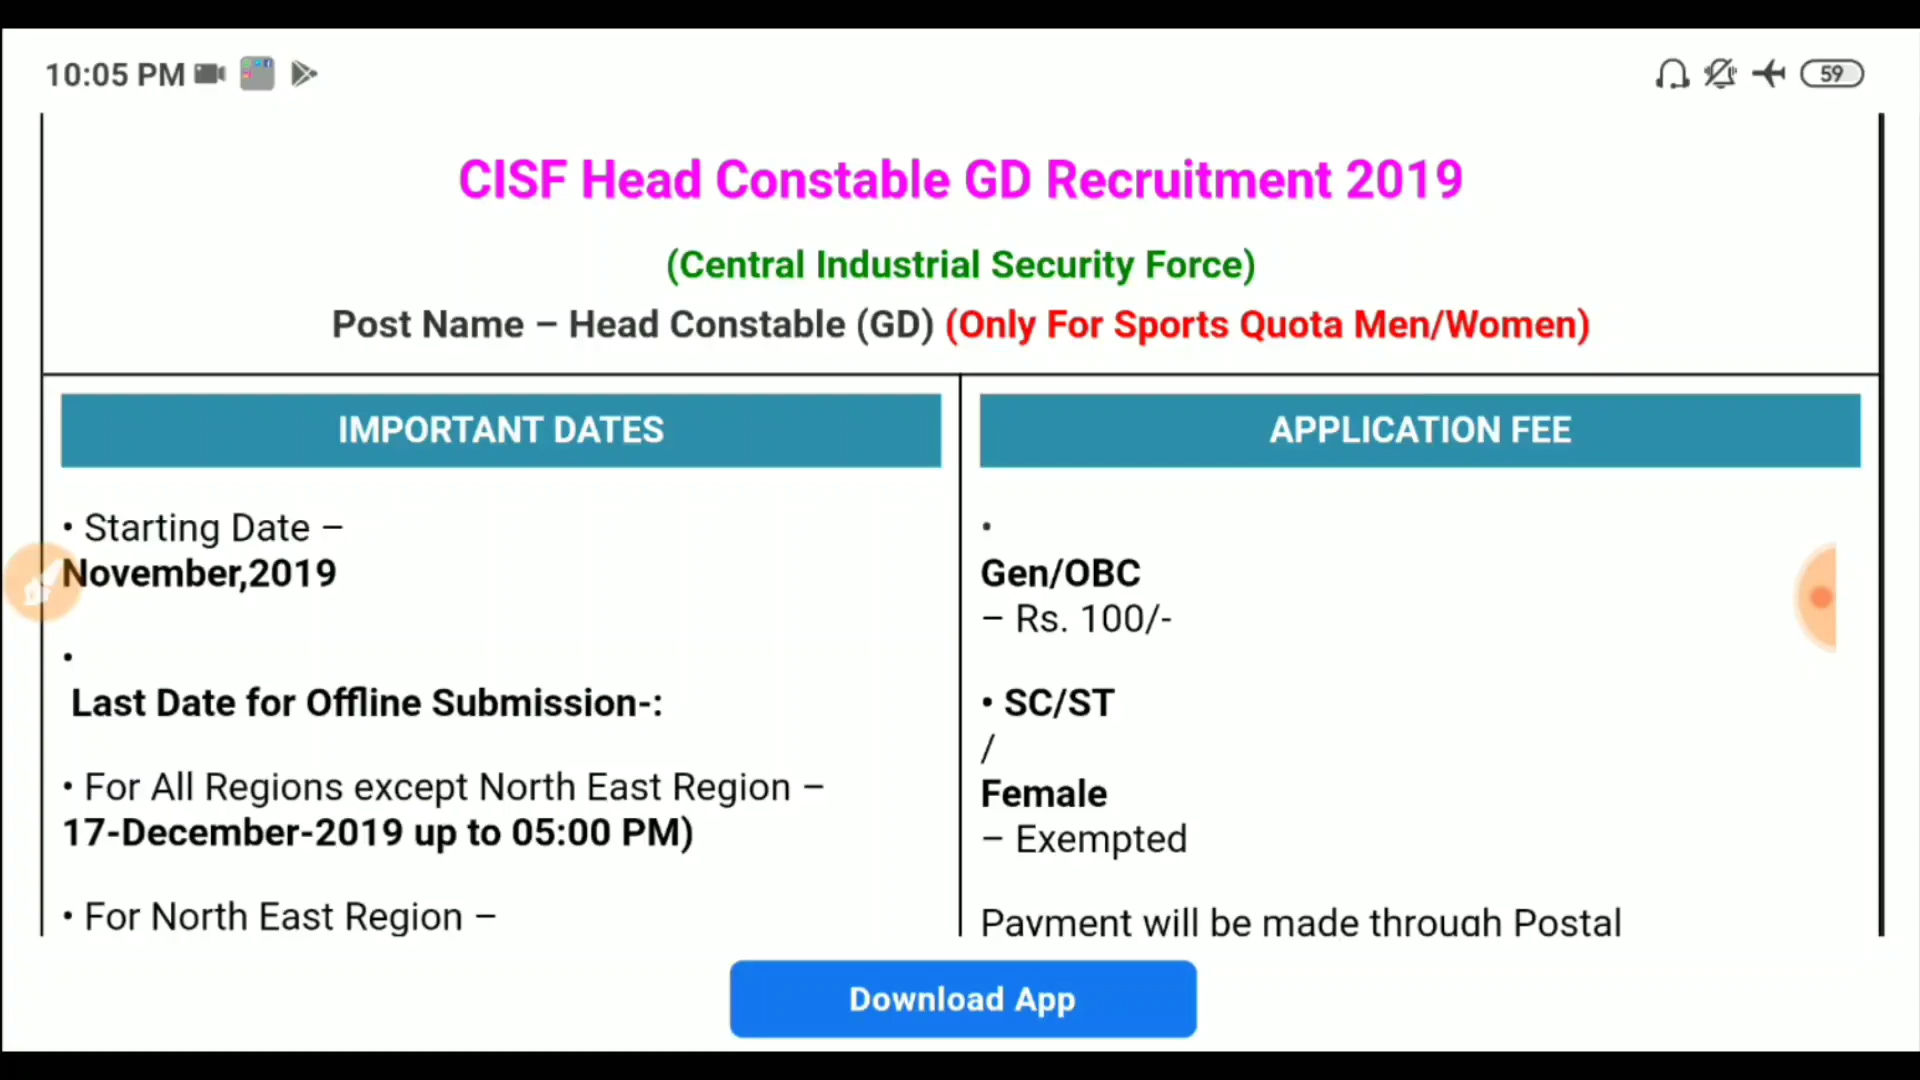 10:05 PM
59
CISF Head Constable GD Recruitment 2019
(Central Industrial Security Force)
Post Name – Head Constable (GD) (Only For Sports Quota Men/Women)
IMPORTANT DATES
• Starting Date –
November,2019
•
Last Date for Offline Submission-:
• For All Regions except North East Region –
17-December-2019 up to 05:00 PM)
• For North East Region –
APPLICATION FEE
•
Gen/OBC
– Rs. 100/-
• SC/ST
/
Female
– Exempted
Payment will be made through Postal
Download App